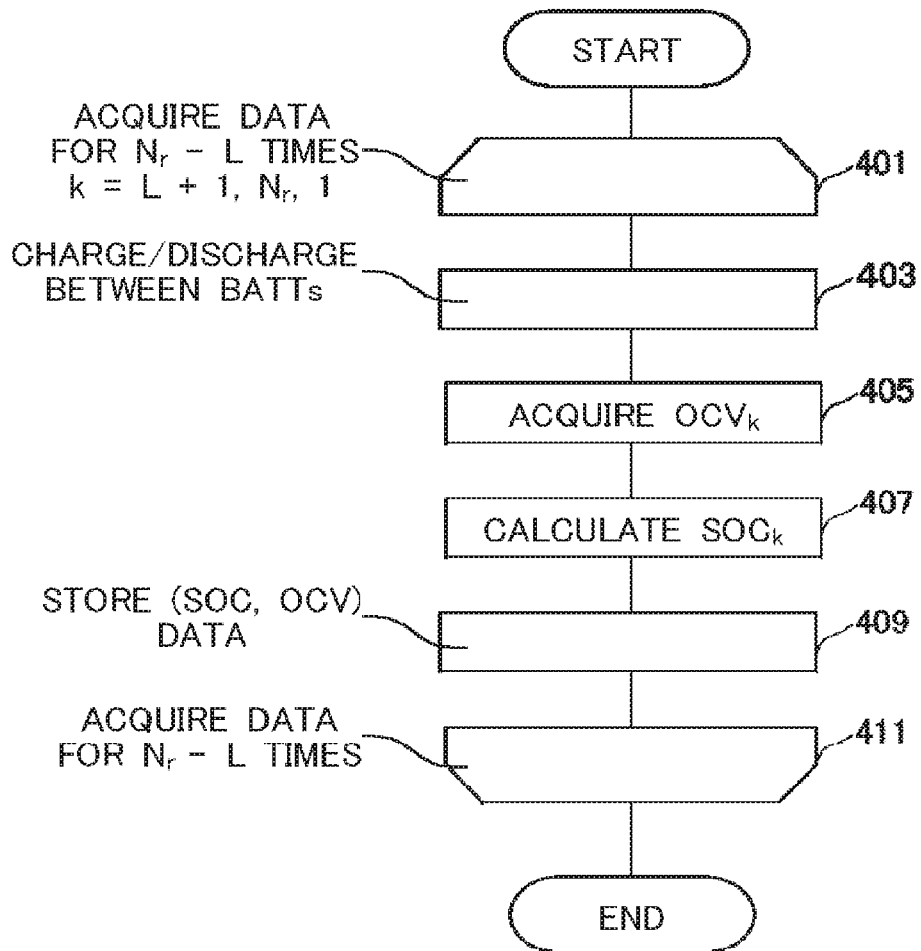 START
ACQUIRE DATA
FOR Nᵣ - L TIMES
k = L + 1, Nᵣ, 1
401
CHARGE/DISCHARGE
BETWEEN BATTs
403
405
ACQUIRE OCVₖ
407
CALCULATE SOCₖ
STORE (SOC, OCV)
DATA
409
ACQUIRE DATA
FOR Nᵣ - L TIMES
411
END